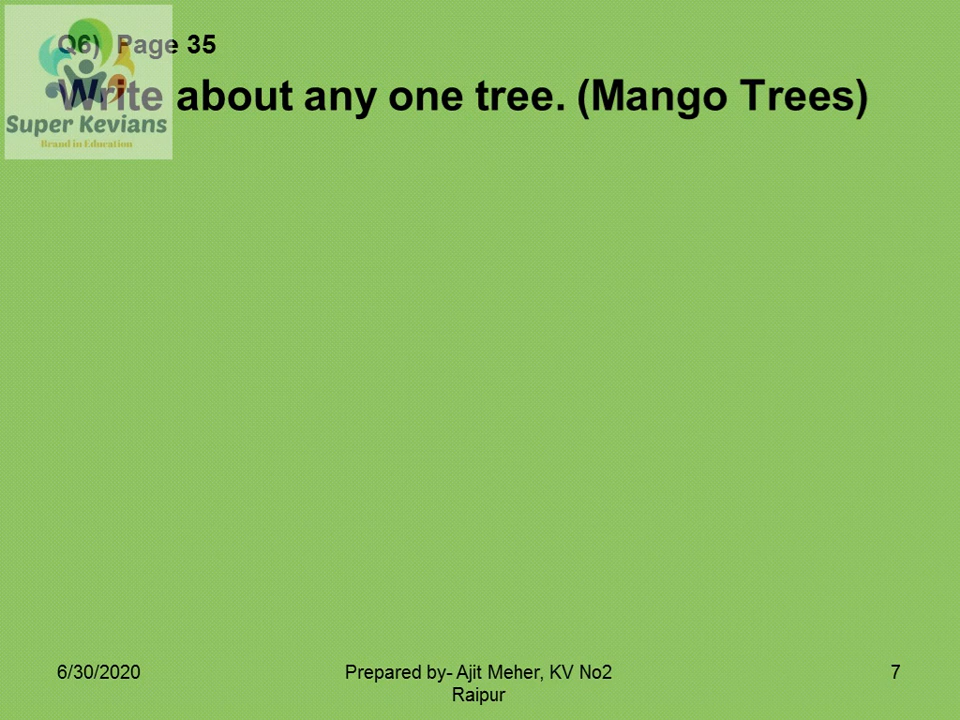 Q6) Page 35
Write about any one tree. (Mango Trees)
Super Kevians
Brand in Education
6/30/2020
Prepared by- Ajit Meher, KV No2
Raipur
7